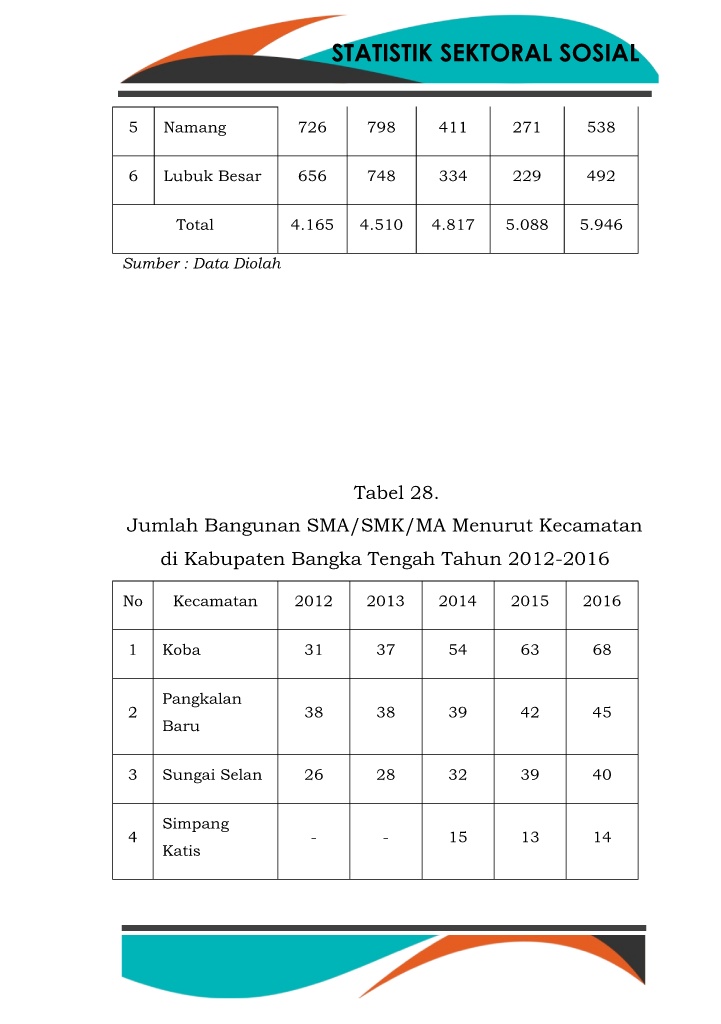 STATISTIK SEKTORAL SOSIAL
5 Namang 726 798 411 271 538
6 Lubuk Besar 656 748 334 229 492
Total 4.165 4.510 4.817 5.088 5.946
Sumber : Data Diolah
Tabel 28.
Jumlah Bangunan SMA/SMK/MA Menurut Kecamatan
di Kabupaten Bangka Tengah Tahun 2012-2016
No Kecamatan 2012 2013 2014 2015 2016
1 Koba 31 37 54 63 68
2 Pangkalan Baru 38 38 39 42 45
3 Sungai Selan 26 28 32 39 40
4 Simpang Katis - - 15 13 14